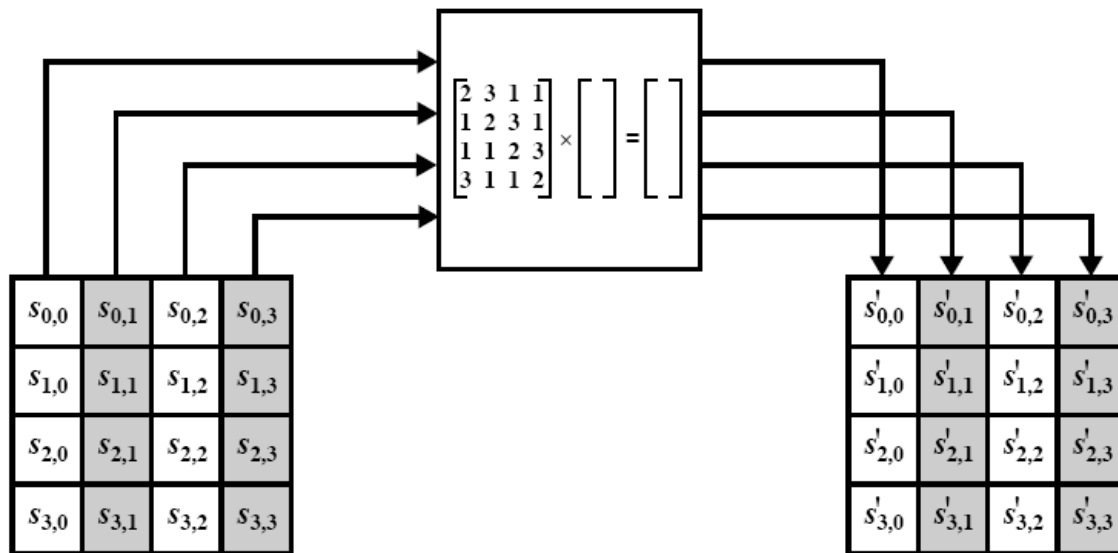 2 3 1 1
1 2 3 1
1 1 2 3
3 1 1 2
× =
s0,0 s0,1 s0,2 s0,3
s1,0 s1,1 s1,2 s1,3
s2,0 s2,1 s2,2 s2,3
s3,0 s3,1 s3,2 s3,3
s'0,0 s'0,1 s'0,2 s'0,3
s'1,0 s'1,1 s'1,2 s'1,3
s'2,0 s'2,1 s'2,2 s'2,3
s'3,0 s'3,1 s'3,2 s'3,3